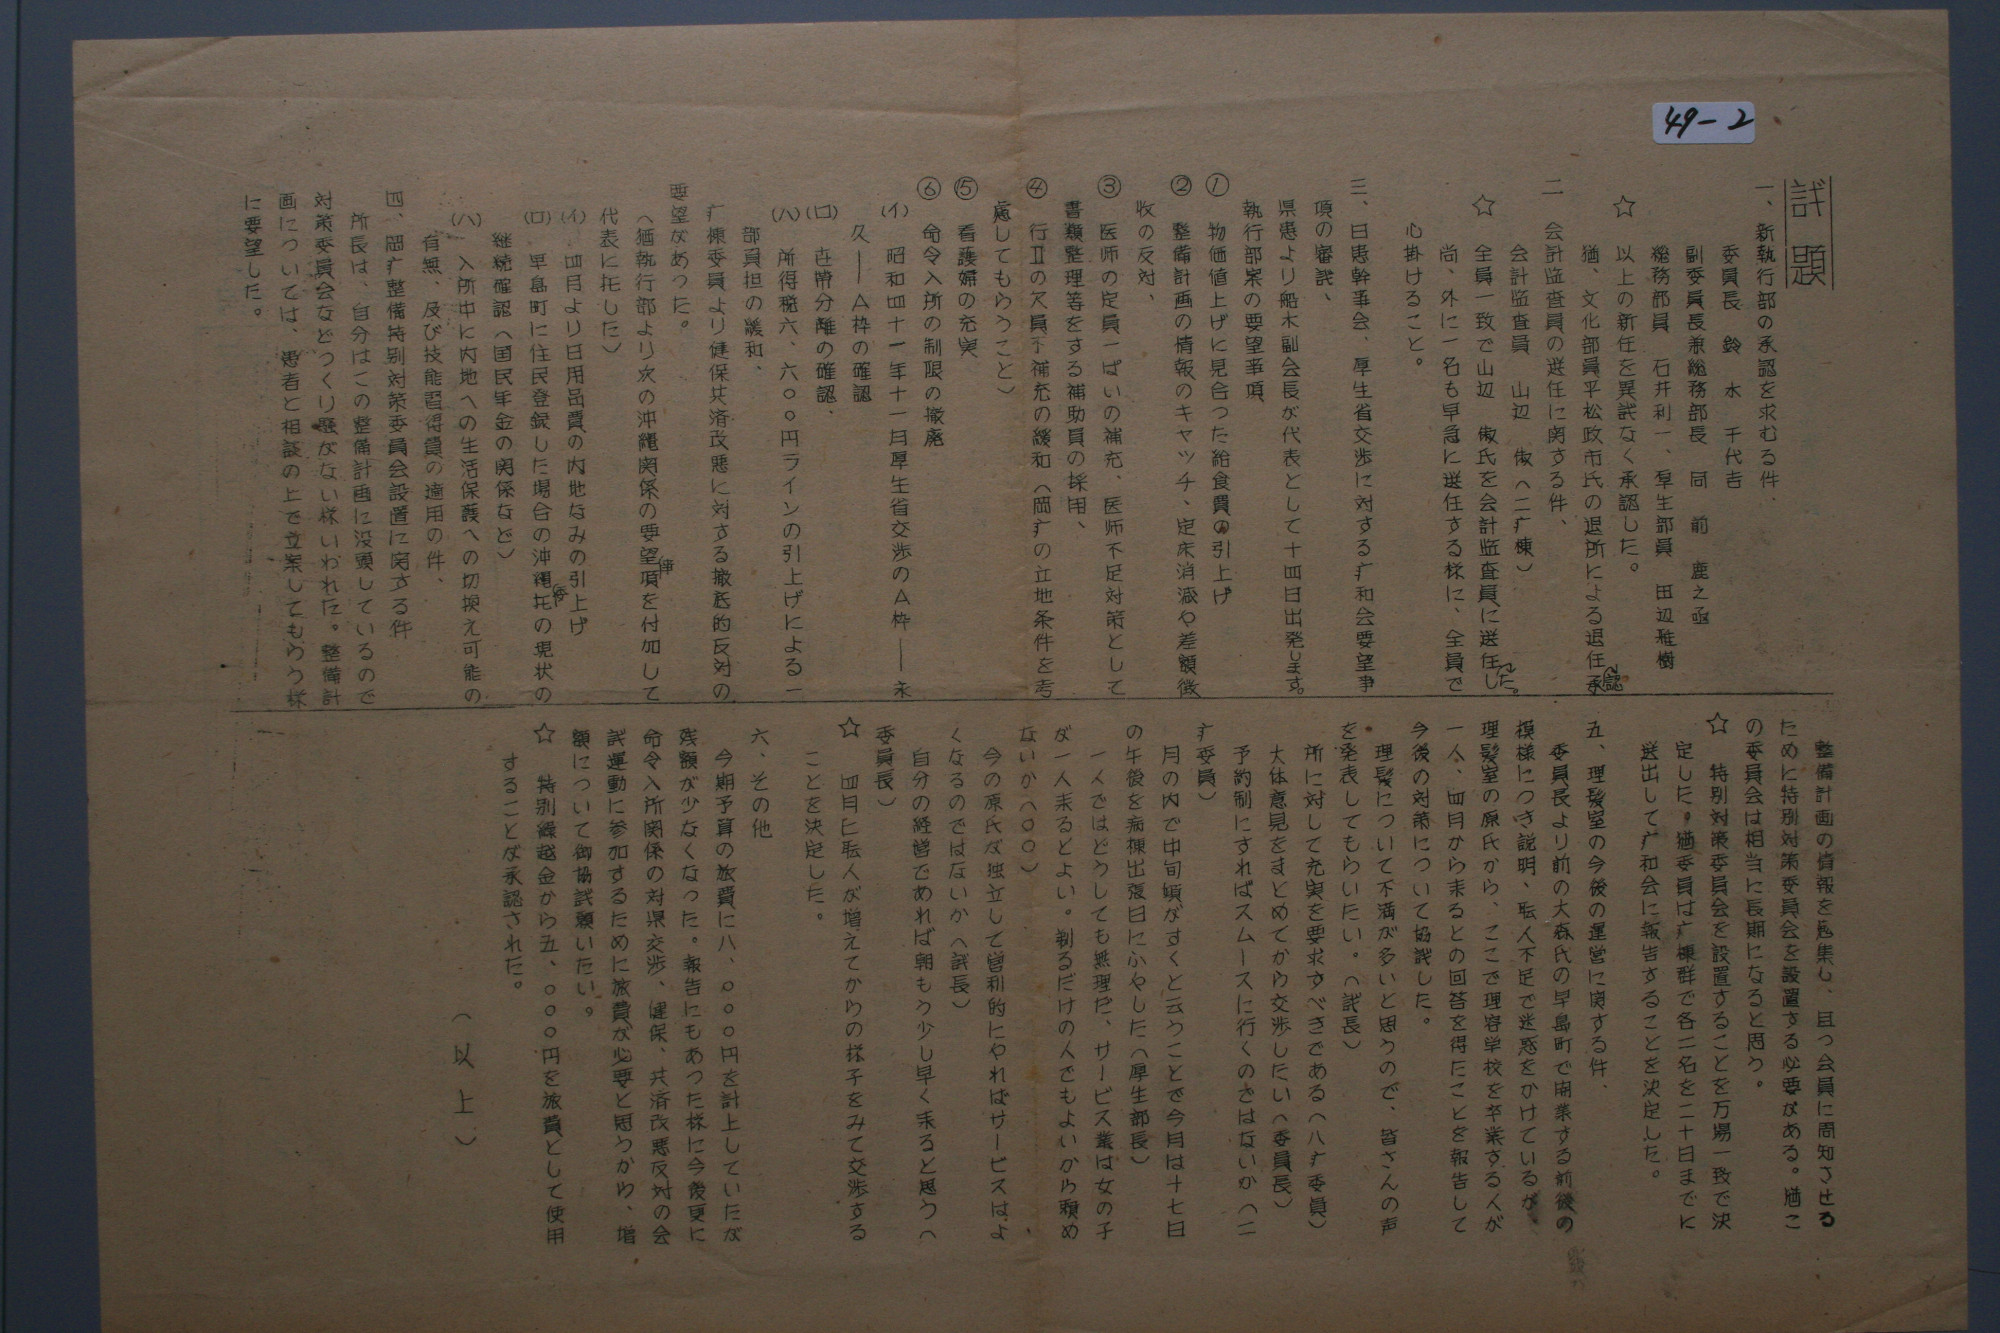 49-2
議題
一、新執行部の承認を求むる件、
委員長　鈴木　千代吉
副委員長兼総務部長　同前　鹿之函
総務部員　石井利一、厚生部員　田辺雅樹
☆　以上の新任を異議なく承認した。
猶、文化部員平松政市氏の退所による退任承認
二　会計監査員の選任に関する件、
会計監査員　山辺　傲（二疒棟）
☆　全員一致で山辺　傲氏を会計監査員に送任した。
尚、外に一名も早急に選任する様に、全員で
心掛けること。
三、日患幹事会、厚生省交渉に対する疒和会要望事
項の審議、
県患より船木副会長が代表として十四日出発します。
執行部案の要望事項
①　物価値上げに見合った給食費の引上げ
②　整備計画の情報のキャッチ、定床消減や差額徴
収の反対、
③　医师の定員一ぱいの補充、医师不足対策として
書類整理等をする補助員の採用、
④　行Ⅱの欠員不補充の緩和（岡疒の立地条件を考
慮してもらうこと）
⑤　看護婦の充実
⑥　命令入所の制限の撤廃
(イ)　昭和四十一年十一月厚生省交渉のA枠——永
久——A枠の確認
(ロ)　世帯分離の確認、
(ハ)　所得税六、六〇〇円ラインの引上げによる一
部負担の緩和、
疒棟委員より健保共済改悪に対する徹底的反対の
要望があった。
（猶執行部より次の沖縄関係の要望事項を付加して
代表に托した）
(イ)　四月より日用品費の内地なみの引上げ
(ロ)　早島町に住民登録した場合の沖縄委托の現状の
継続確認（国民年金の関係など）
(ハ)　入所中に内地への生活保護への切換え可能の
有無、及び技能習得費の適用の件、
四、岡疒整備特別対策委員会設置に関する件
所長は、自分はこの整備計画に没頭しているので
対策委員会などつくり騒がない様いわれた。整備計
画については、患者と相談の上で立案してもらう様
に要望した。
整備計画の情報を蒐集し、且つ会員に周知させる
ために特別対策委員会を設置する必要がある。猶こ
の委員会は相当に長期になると思う。
☆　特別対策委員会を設置することを万場一致で決
定した。猶委員は疒棟群で各二名を二十日までに
送出して疒和会に報告することを決定した。
五、理髪室の今後の運営に関する件、
委員長より前の大森氏の早島町で開業する前後の
模様につき説明、転人不足で迷惑をかけているが、
理髪室の原氏から、ここで理容学校を卒業する人が
一人、四月から来るとの回答を得たことを報告して
今後の対策について協議した。
理髪について不満が多いと思うので、皆さんの声
を発表してもらいたい。（議長）
所に対して充実を要求すべきである（八疒委員）
大体意見をまとめてから交渉したい（委員長）
予約制にすればスムースに行くのではないか（二
疒委員）
月の内で中旬頃がすくと云うことで今月は十七日
の午後を病棟出張日にふやした（厚生部長）
一人ではどうしても無理だ、サービス業は女の子
が一人来るとよい。剃るだけの人でもよいから頼め
ないか（〇〇）
今の原氏が独立して営利的にやればサービスはよ
くなるのではないか（議長）
自分の経営であれば朝もう少し早く来ると思う（
委員長）
☆　四月に転人が増えてからの様子をみて交渉する
ことを決定した。
六、その他
今期予算の旅費に八、〇〇〇円を計上していたが
残額が少なくなった。報告にもあった様に今後更に
命令入所関係の対県交渉、健保、共済改悪反対の会
議運動に参加するために旅費が必要と思うから、増
額について御協議願いたい。
☆　特別繰越金から五、〇〇〇円を旅費として使用
することが承認された。
（以上）